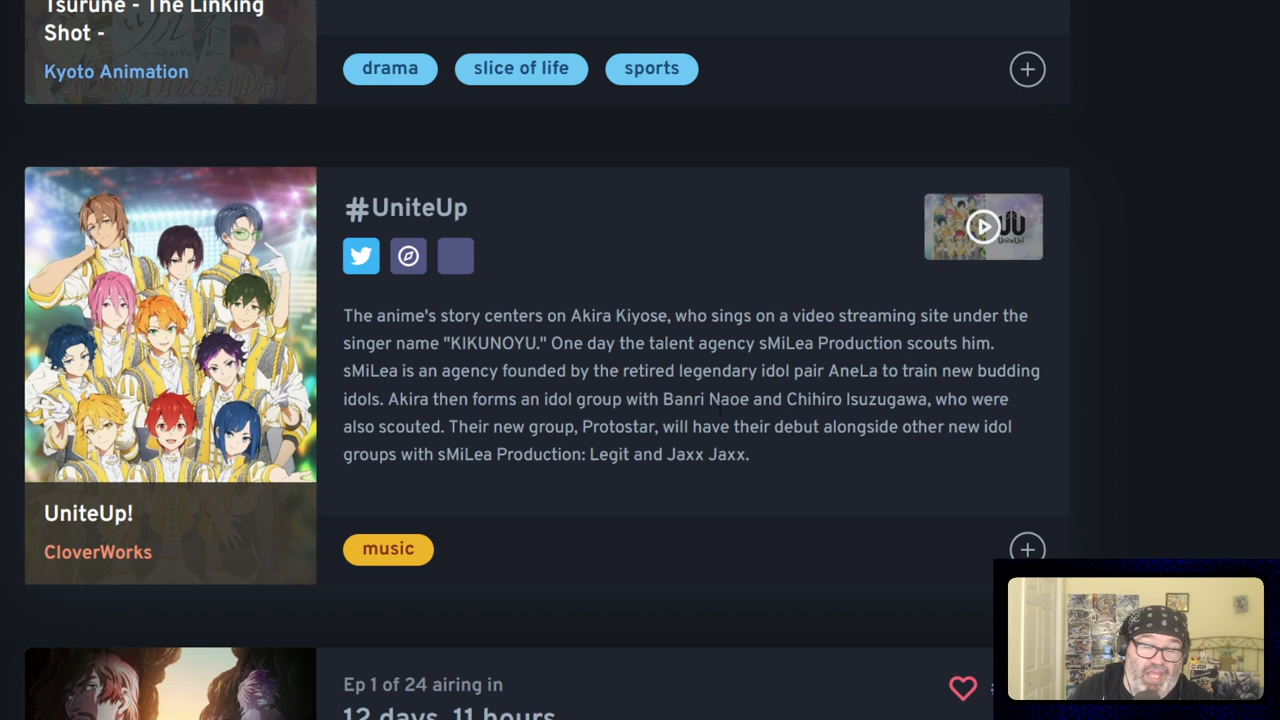 Tsurune - The Linking
Shot -
Kyoto Animation
drama
slice of life
sports
#UniteUp
UniteUp!
The anime's story centers on Akira Kiyose, who sings on a video streaming site under the
singer name "KIKUNOYU." One day the talent agency sMiLea Production scouts him.
sMiLea is an agency founded by the retired legendary idol pair AneLa to train new budding
idols. Akira then forms an idol group with Banri Naoe and Chihiro Isuzugawa, who were
also scouted. Their new group, Protostar, will have their debut alongside other new idol
groups with sMiLea Production: Legit and Jaxx Jaxx.
UniteUp!
CloverWorks
music
Ep 1 of 24 airing in
12 days, 11 hours